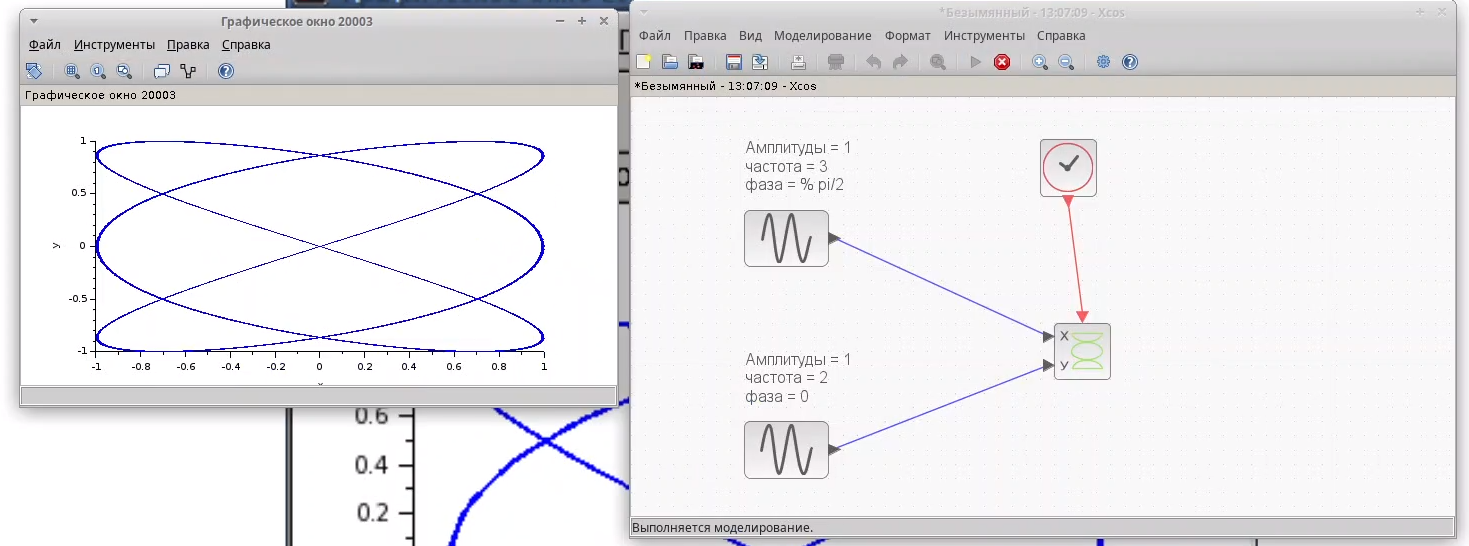 Графическое окно 20003
Файл Инструменты Правка Справка
Графическое окно 20003
1
0.5
y
0
-0.5
-1
-1 -0.8 -0.6 -0.4 -0.2 0 0.2 0.4 0.6 0.8 1
0.6
0.4
0.2
*Безымянный - 13:07:09 - Xcos
Файл Правка Вид Моделирование Формат Инструменты Справка
*Безымянный - 13:07:09 - Xcos
Амплитуды = 1
частота = 3
фаза = % pi/2
X
У
Амплитуды = 1
частота = 2
фаза = 0
Выполняется моделирование.